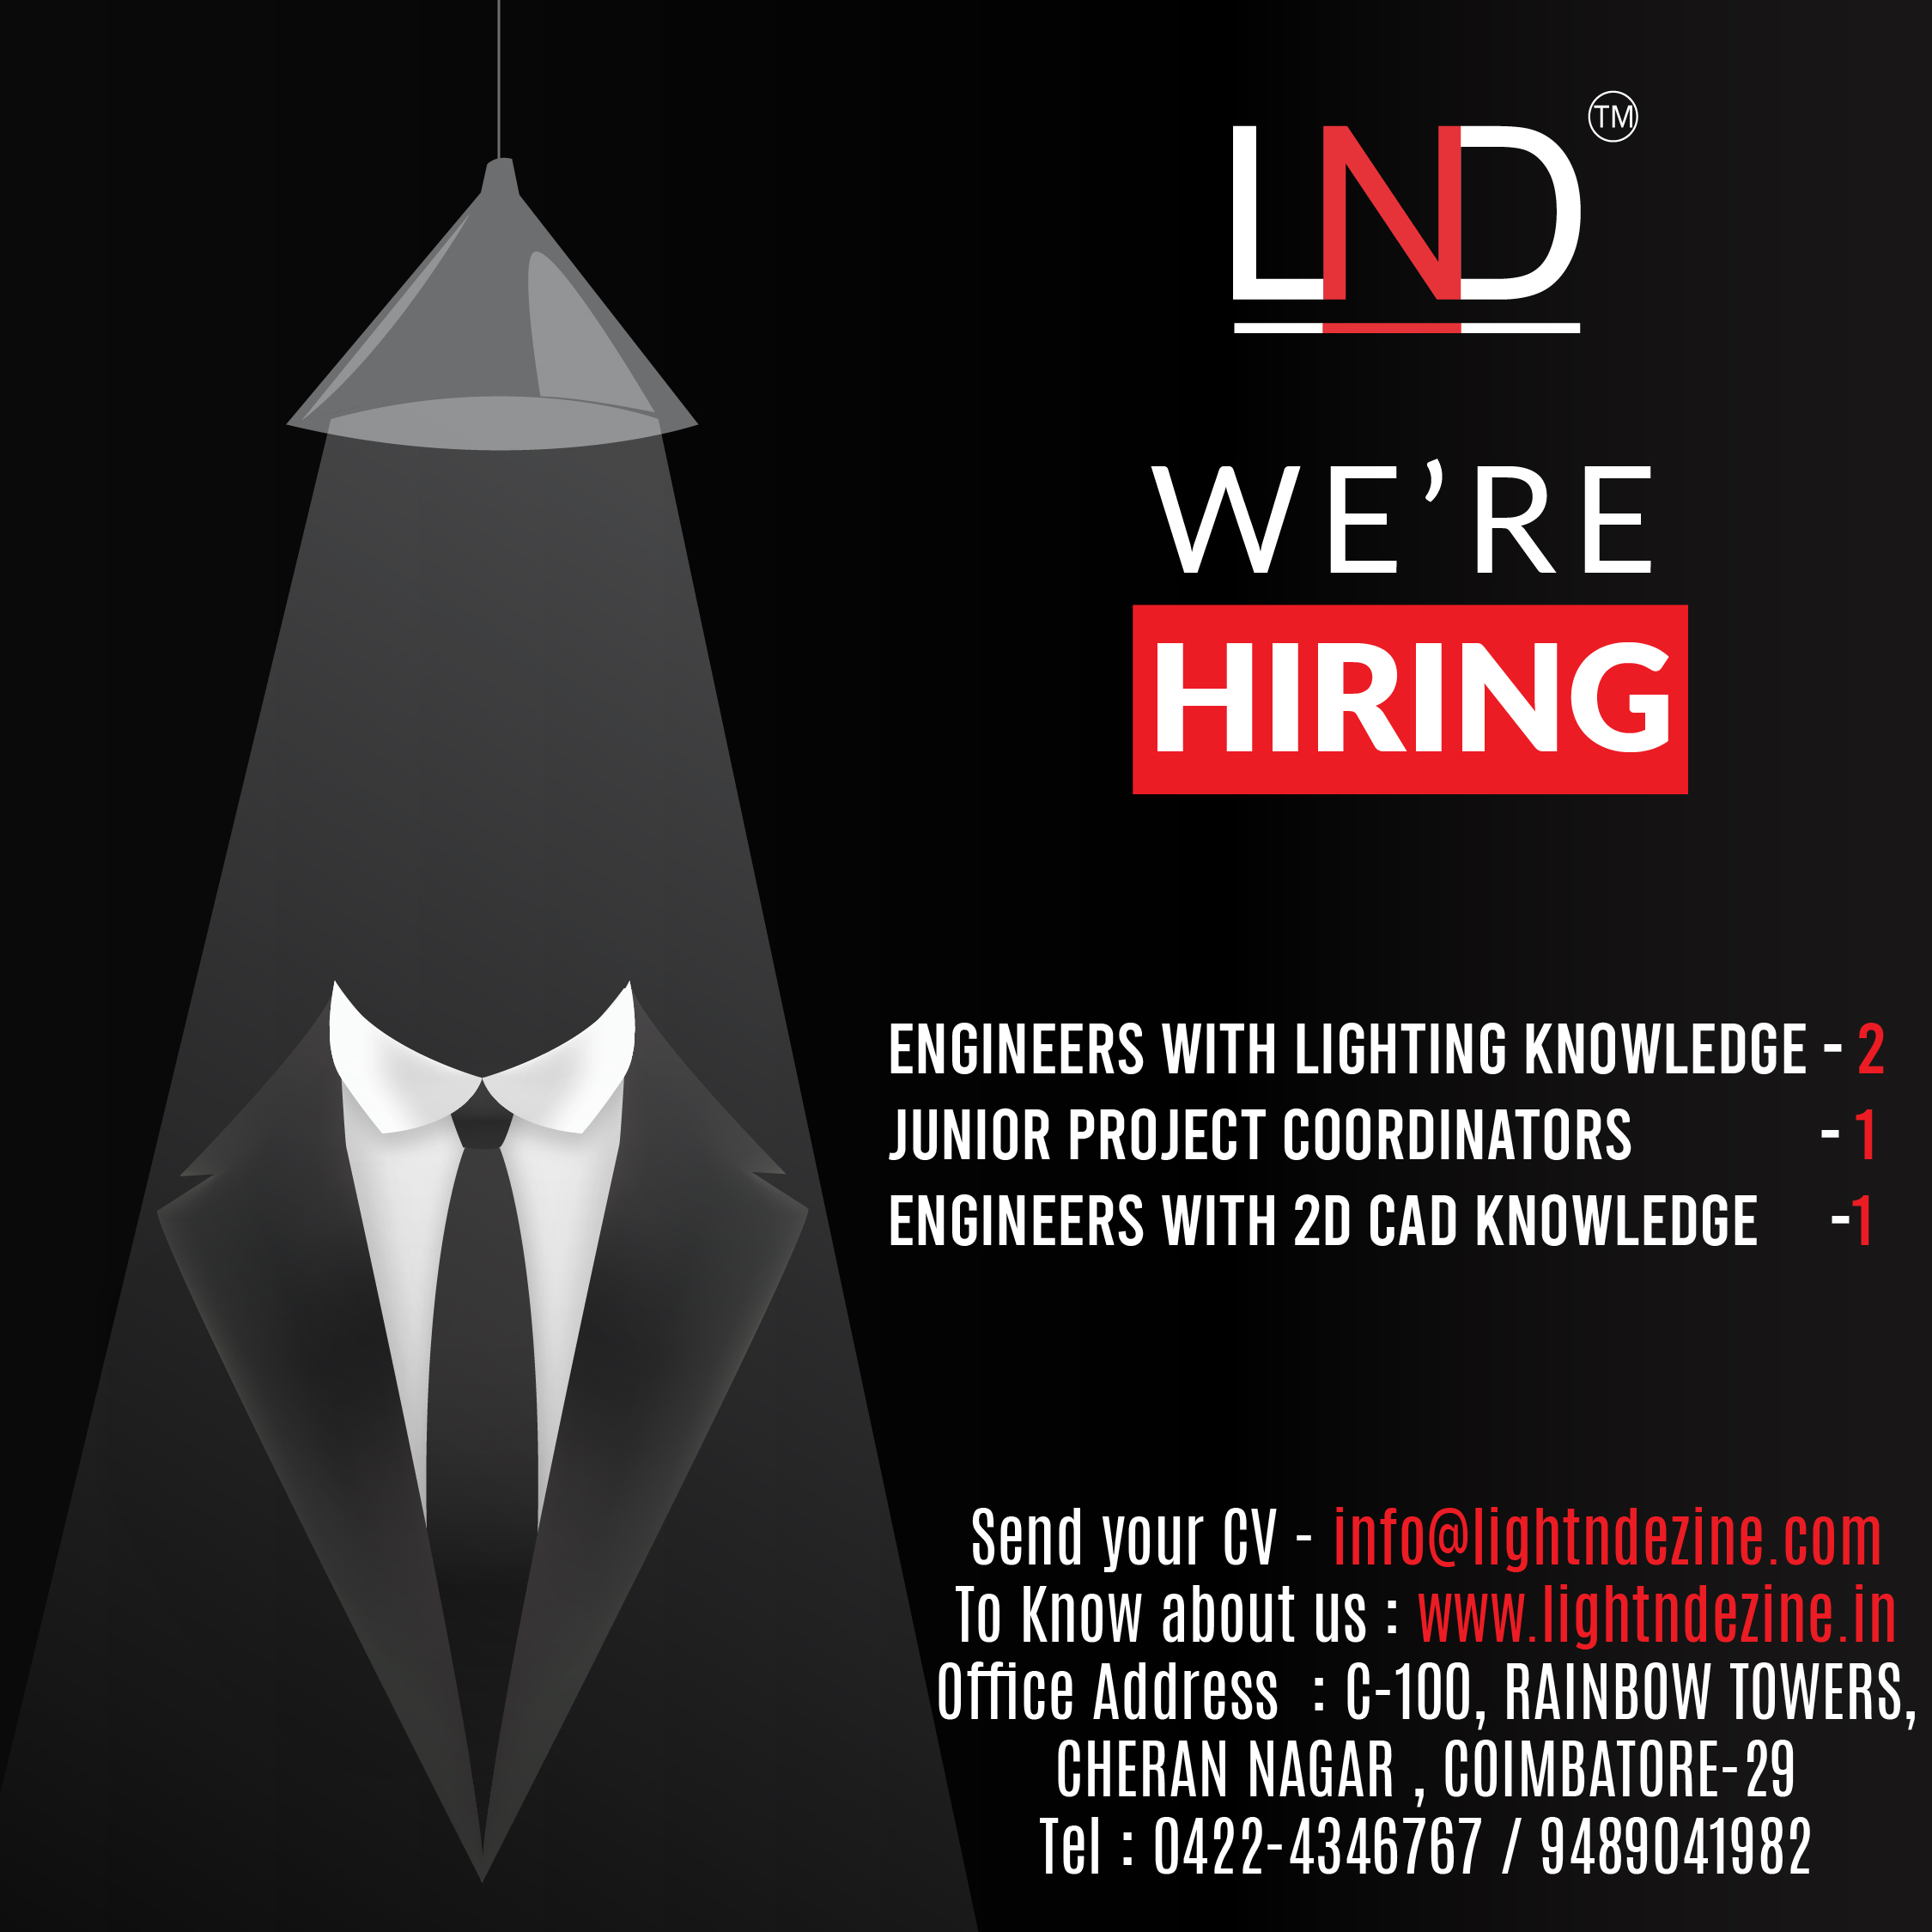 LND TM
WE’RE
HIRING
ENGINEERS WITH LIGHTING KNOWLEDGE - 2
JUNIOR PROJECT COORDINATORS - 1
ENGINEERS WITH 2D CAD KNOWLEDGE -1
Send your CV - info@lightndezine.com
To Know about us : www.lightndezine.in
Office Address : C-100, RAINBOW TOWERS,
CHERAN NAGAR , COIMBATORE-29
Tel : 0422-4346767 / 9489041982